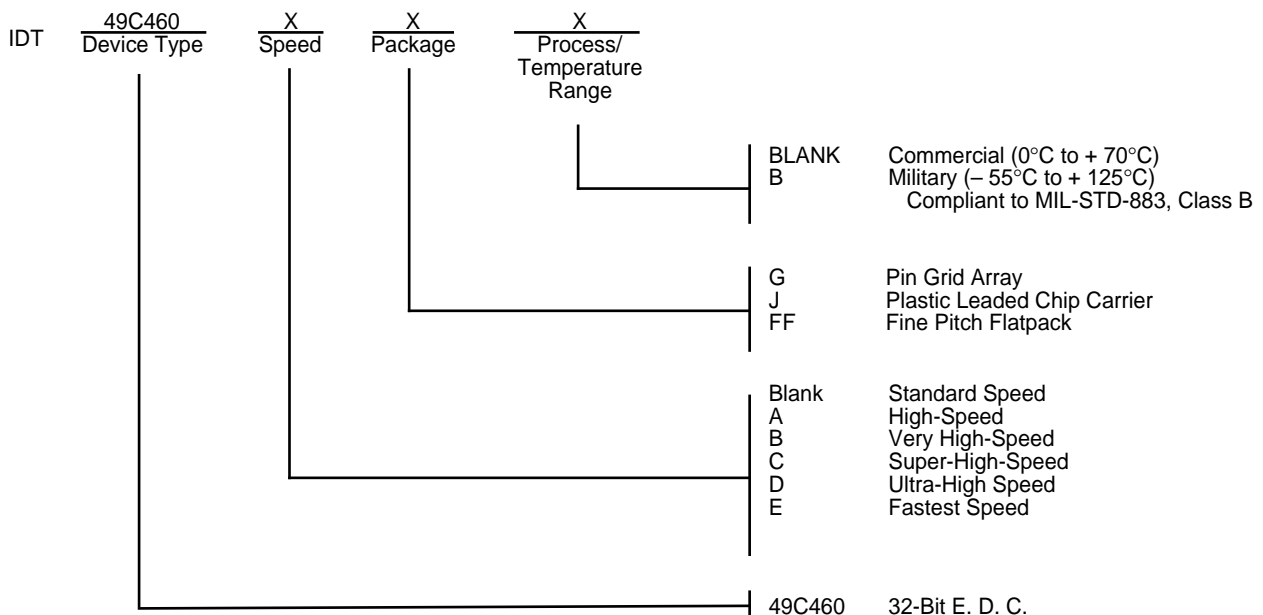 IDT 49C460 X X X
Device Type Speed Package Process/
Temperature
Range
BLANK Commercial (0°C to + 70°C)
B Military (– 55°C to + 125°C)
Compliant to MIL-STD-883, Class B
G Pin Grid Array
J Plastic Leaded Chip Carrier
FF Fine Pitch Flatpack
Blank Standard Speed
A High-Speed
B Very High-Speed
C Super-High-Speed
D Ultra-High Speed
E Fastest Speed
49C460 32-Bit E. D. C.